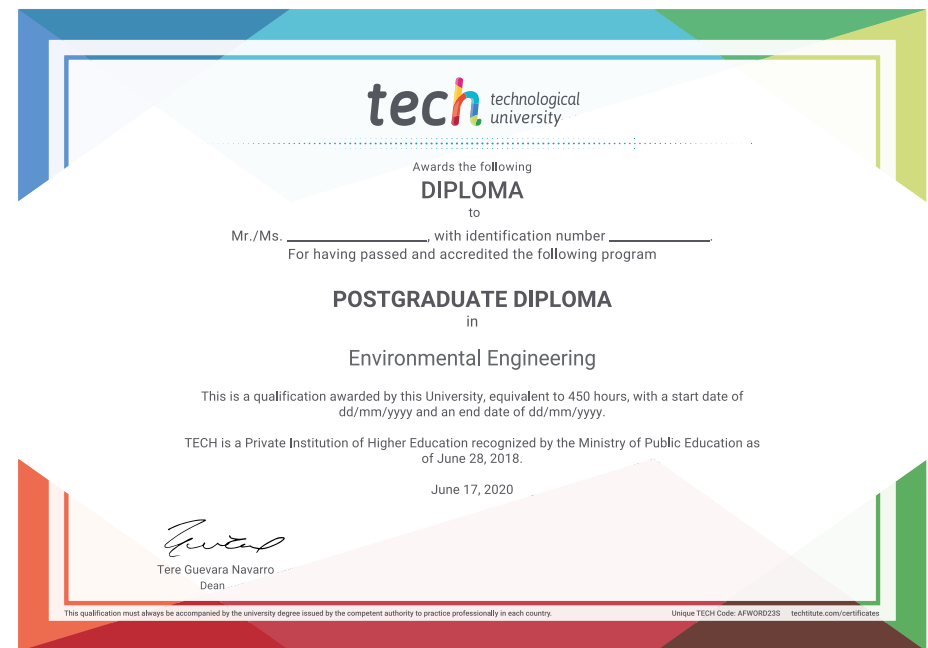 tech technological
university
Awards the following
DIPLOMA
to
Mr./Ms. ____________, with identification number ____________.
For having passed and accredited the following program
POSTGRADUATE DIPLOMA
in
Environmental Engineering
This is a qualification awarded by this University, equivalent to 450 hours, with a start date of
dd/mm/yyyy and an end date of dd/mm/yyyy.
TECH is a Private Institution of Higher Education recognized by the Ministry of Public Education as
of June 28, 2018.
June 17, 2020
Tere Guevara Navarro
Dean
This qualification must always be accompanied by the university degree issued by the competent authority to practice professionally in each country. Unique TECH Code: AFWORD23S techtitute.com/certificates